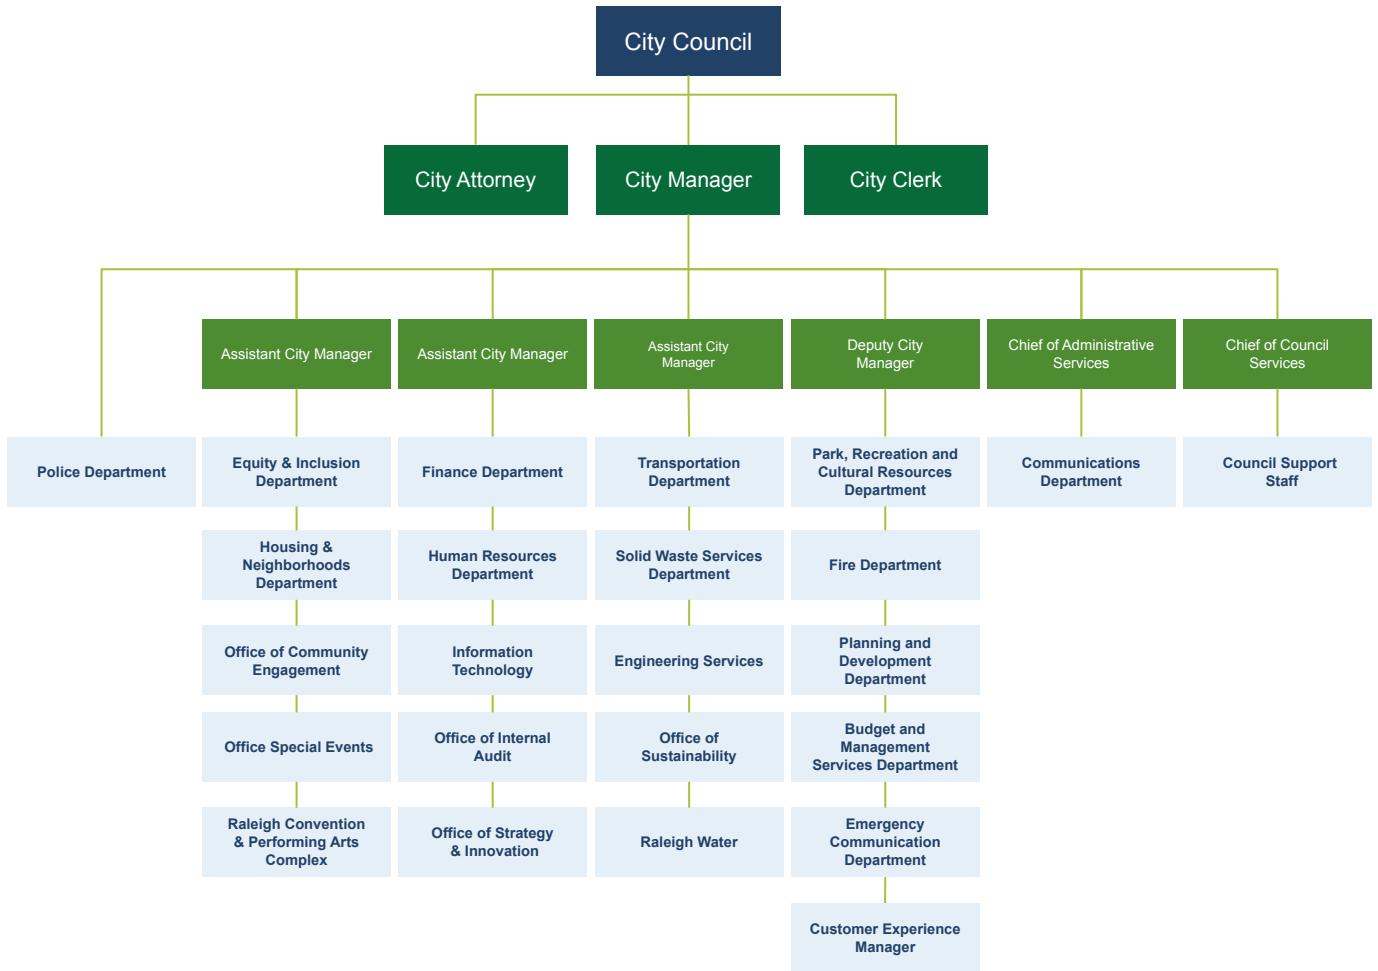 City Council
City Attorney
City Manager
City Clerk
Assistant City Manager
Assistant City Manager
Assistant City
Manager
Deputy City
Manager
Chief of Administrative
Services
Chief of Council
Services
Police Department
Equity & Inclusion
Department
Finance Department
Transportation
Department
Park, Recreation and
Cultural Resources
Department
Communications
Department
Council Support
Staff
Housing &
Neighborhoods
Department
Human Resources
Department
Solid Waste Services
Department
Fire Department
Office of Community
Engagement
Information
Technology
Engineering Services
Planning and
Development
Department
Office Special Events
Office of Internal
Audit
Office of
Sustainability
Budget and
Management
Services Department
Raleigh Convention
& Performing Arts
Complex
Office of Strategy
& Innovation
Raleigh Water
Emergency
Communication
Department
Customer Experience
Manager